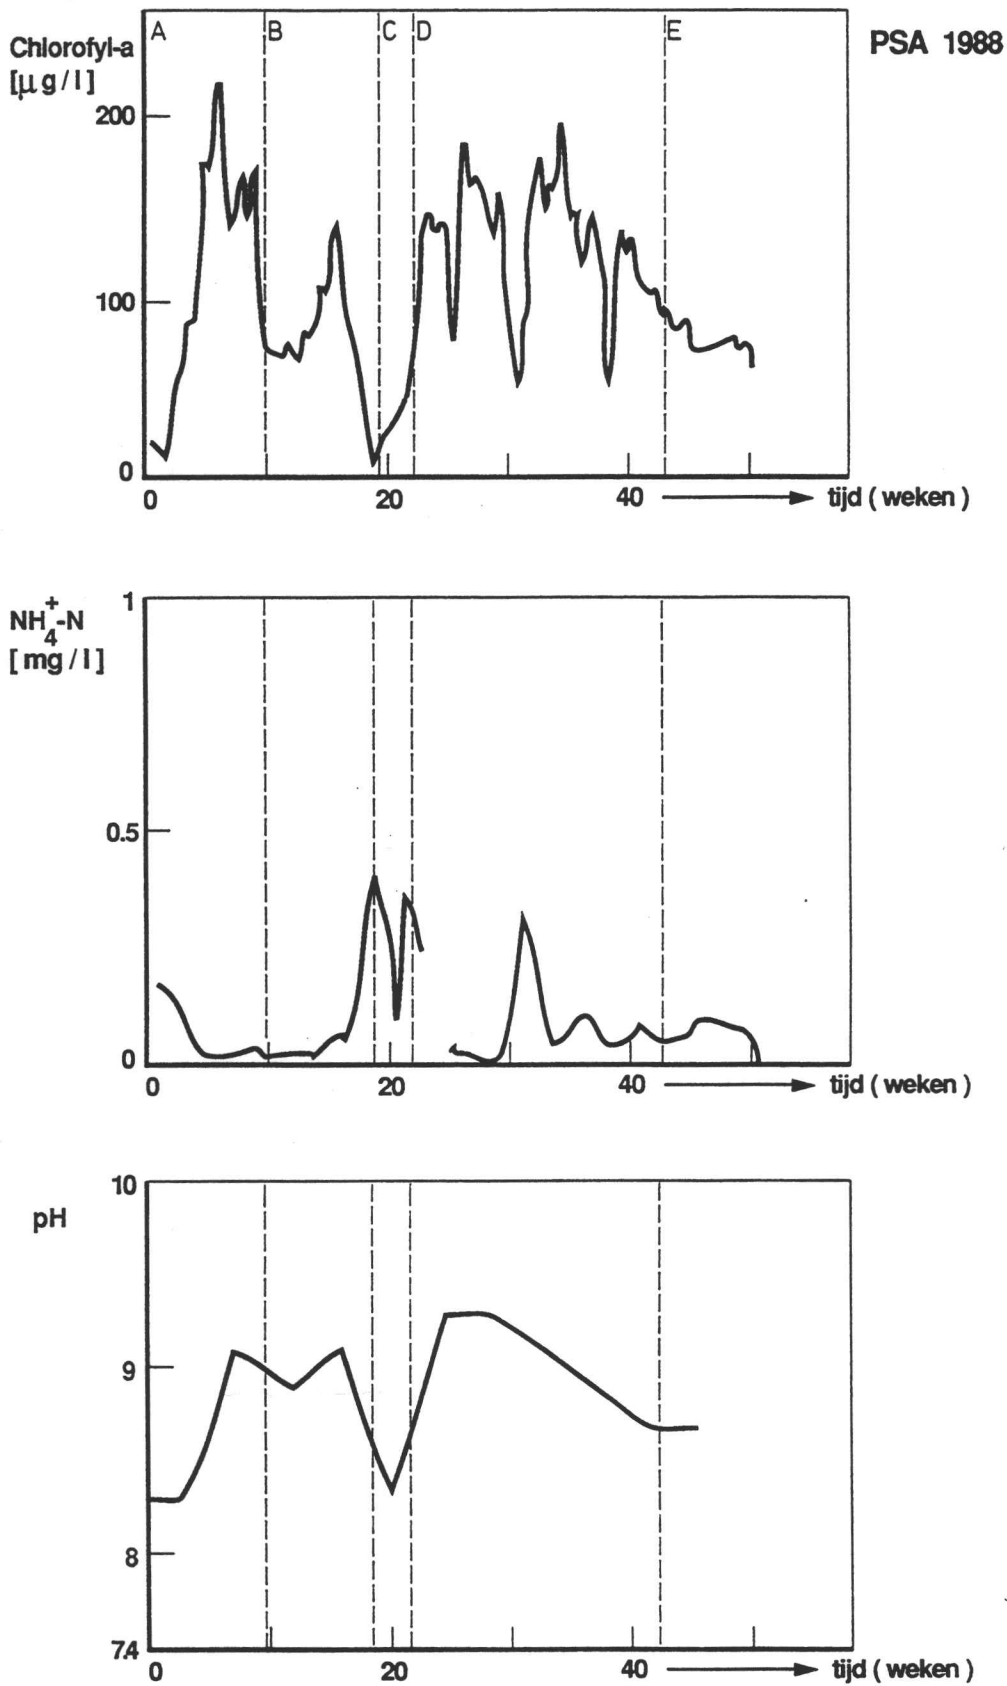 A B C D E
Chlorofyl-a
[μg/l]
PSA 1988
200
100
0
0 20 40 tijd (weken)
NH4+-N
[mg/l]
1
0.5
0
0 20 40 tijd (weken)
pH
10
9
8
7.4
0 20 40 tijd (weken)